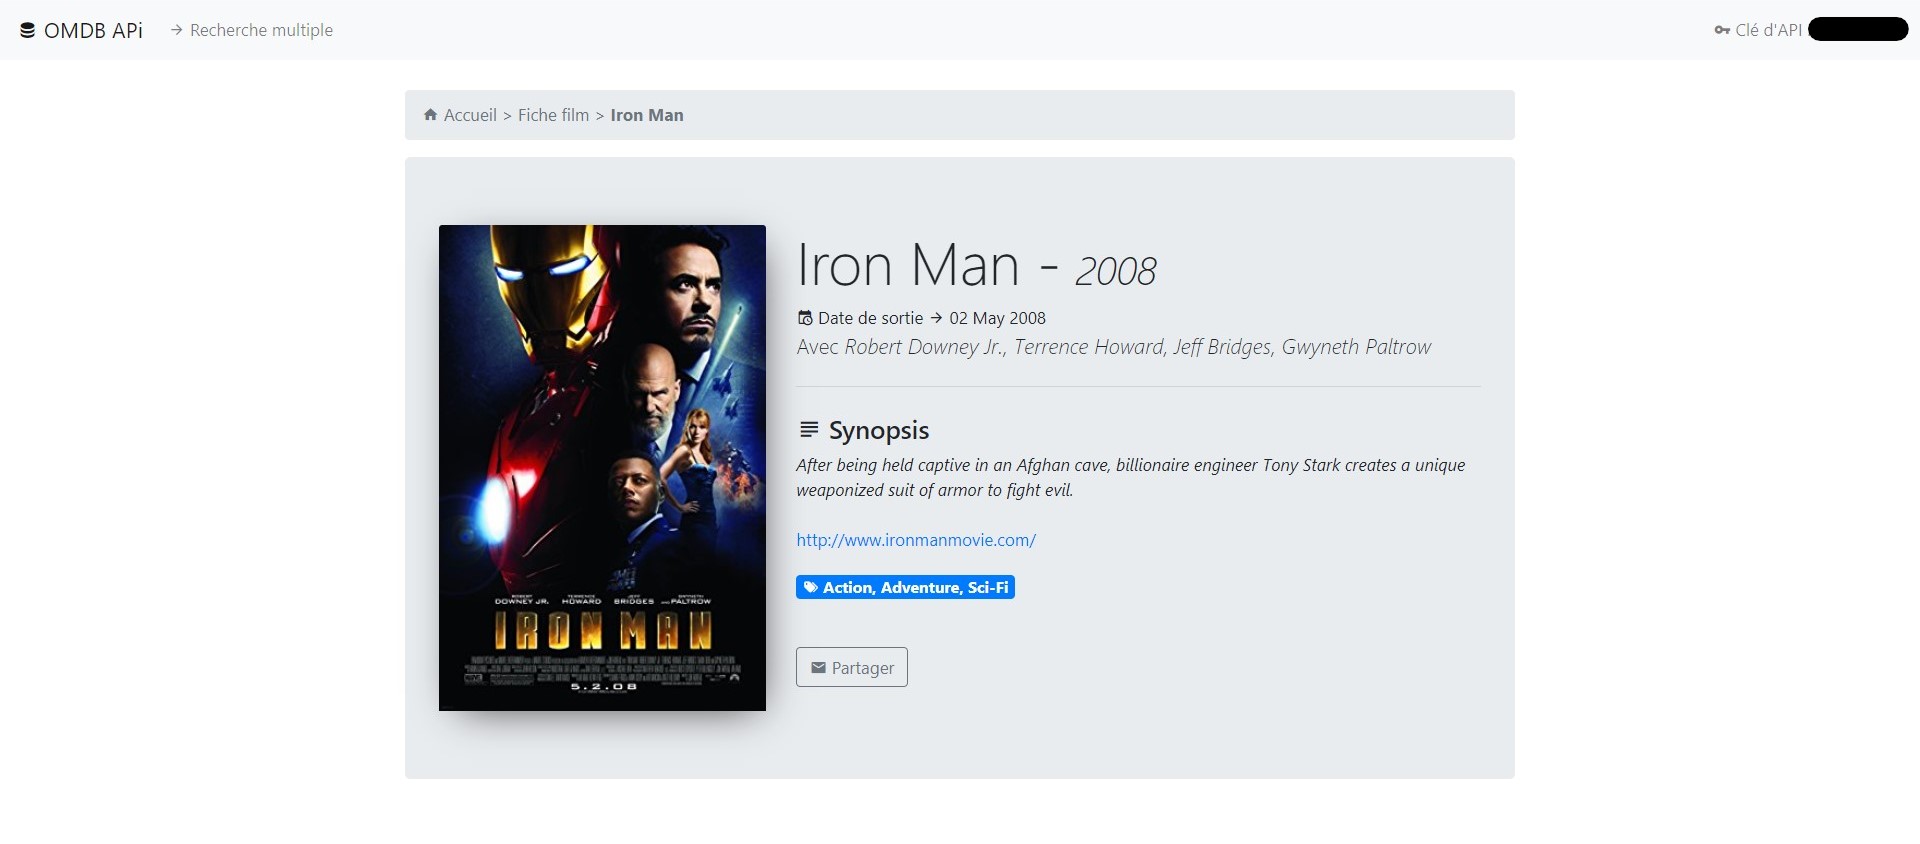 OMDB APi
→ Recherche multiple
Clé d'API
Accueil > Fiche film > Iron Man
Iron Man - 2008
Date de sortie → 02 May 2008
Avec Robert Downey Jr., Terrence Howard, Jeff Bridges, Gwyneth Paltrow
Synopsis
After being held captive in an Afghan cave, billionaire engineer Tony Stark creates a unique
weaponized suit of armor to fight evil.
http://www.ironmanmovie.com/
Action, Adventure, Sci-Fi
Partager
ROBERT DOWNEY JR. TERRENCE HOWARD JEFF BRIDGES AND GWYNETH PALTROW
IRON MAN
5.2.08